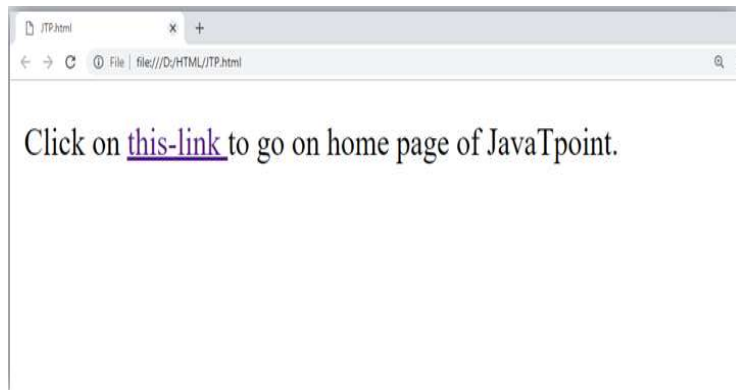 JTP.html
File file:///D:/HTML/JTP.html
Click on this-link to go on home page of JavaTpoint.